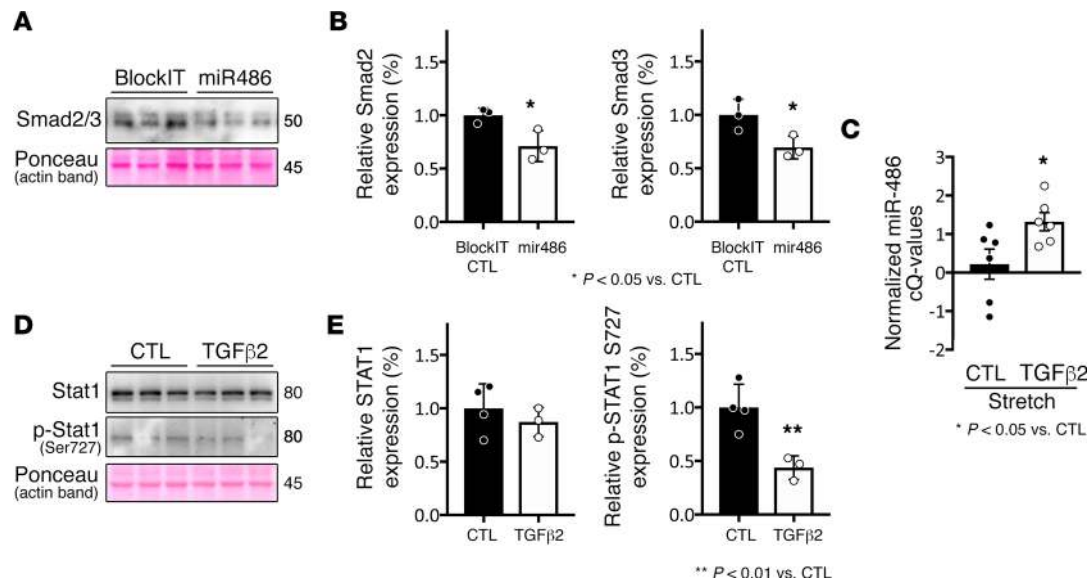 A
BlockIT miR486
Smad2/3
50
Ponceau
(actin band)
45
B
Relative Smad2
expression (%)
1.5
1.0
0.5
0.0
*
BlockIT
CTL
mir486
Relative Smad3
expression (%)
1.5
1.0
0.5
0.0
*
BlockIT
CTL
mir486
* P < 0.05 vs. CTL
C
Normalized miR-486
cQ-values
3
2
1
0
-1
-2
*
CTL TGFβ2
Stretch
* P < 0.05 vs. CTL
D
CTL TGFβ2
Stat1
80
p-Stat1
(Ser727)
80
Ponceau
(actin band)
45
E
Relative STAT1
expression (%)
1.5
1.0
0.5
0.0
CTL TGFβ2
Relative p-STAT1 S727
expression (%)
1.5
1.0
0.5
0.0
**
CTL TGFβ2
** P < 0.01 vs. CTL